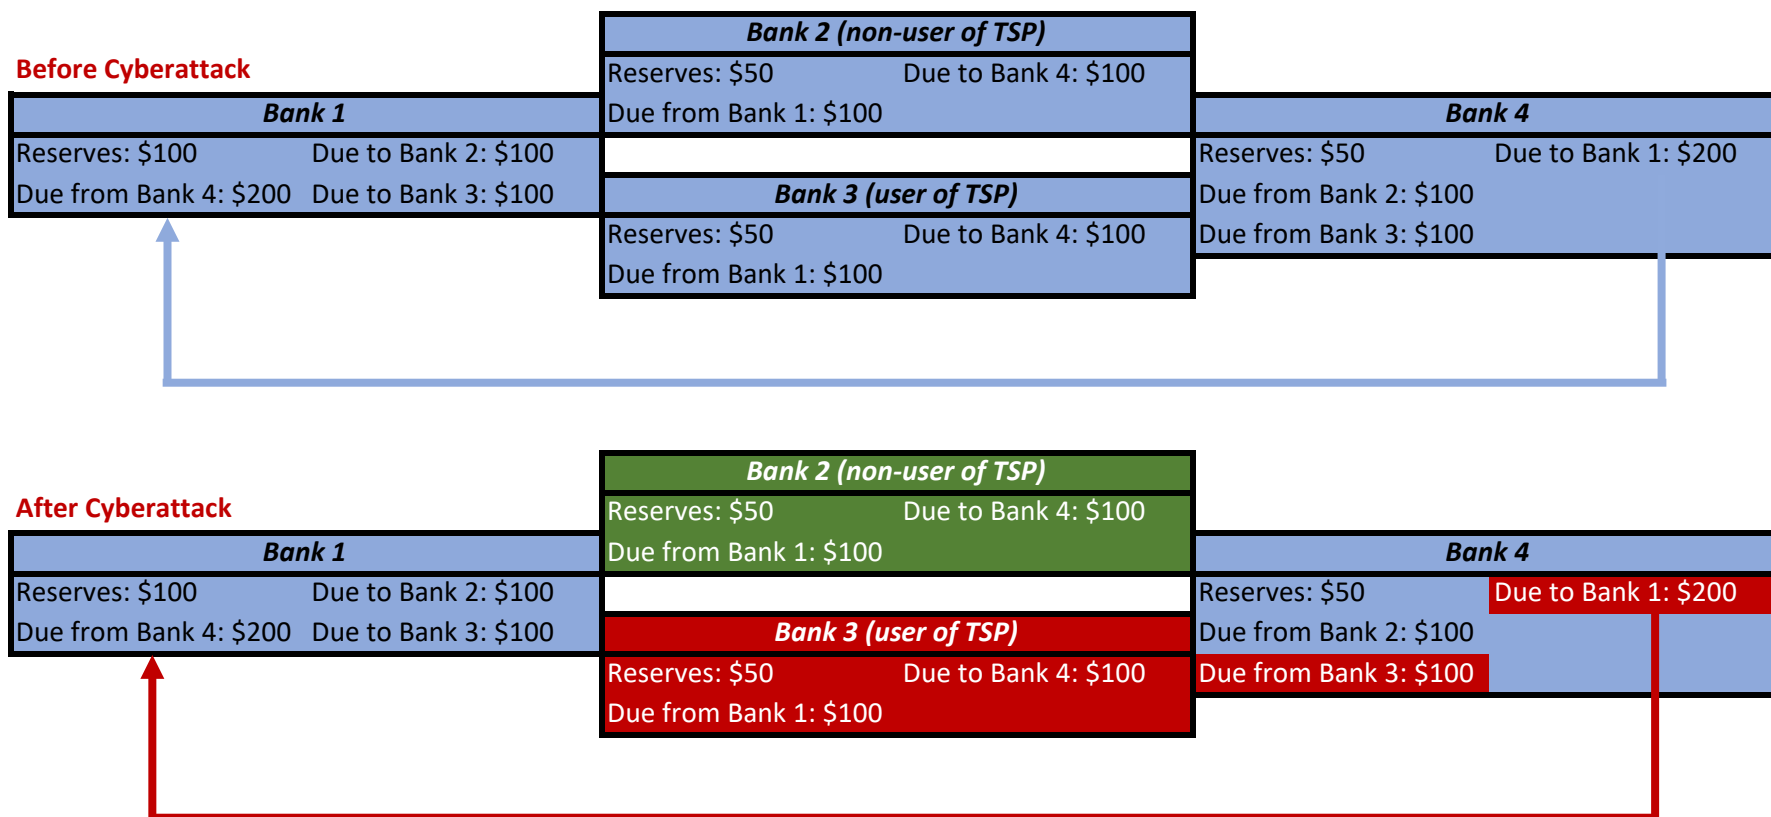 Before Cyberattack
Bank 1
Reserves: $100 Due to Bank 2: $100
Due from Bank 4: $200 Due to Bank 3: $100
Bank 2 (non-user of TSP)
Reserves: $50 Due to Bank 4: $100
Due from Bank 1: $100
Bank 3 (user of TSP)
Reserves: $50 Due to Bank 4: $100
Due from Bank 1: $100
Bank 4
Reserves: $50 Due to Bank 1: $200
Due from Bank 2: $100
Due from Bank 3: $100
After Cyberattack
Bank 1
Reserves: $100 Due to Bank 2: $100
Due from Bank 4: $200 Due to Bank 3: $100
Bank 2 (non-user of TSP)
Reserves: $50 Due to Bank 4: $100
Due from Bank 1: $100
Bank 3 (user of TSP)
Reserves: $50 Due to Bank 4: $100
Due from Bank 1: $100
Bank 4
Reserves: $50 Due to Bank 1: $200
Due from Bank 2: $100
Due from Bank 3: $100